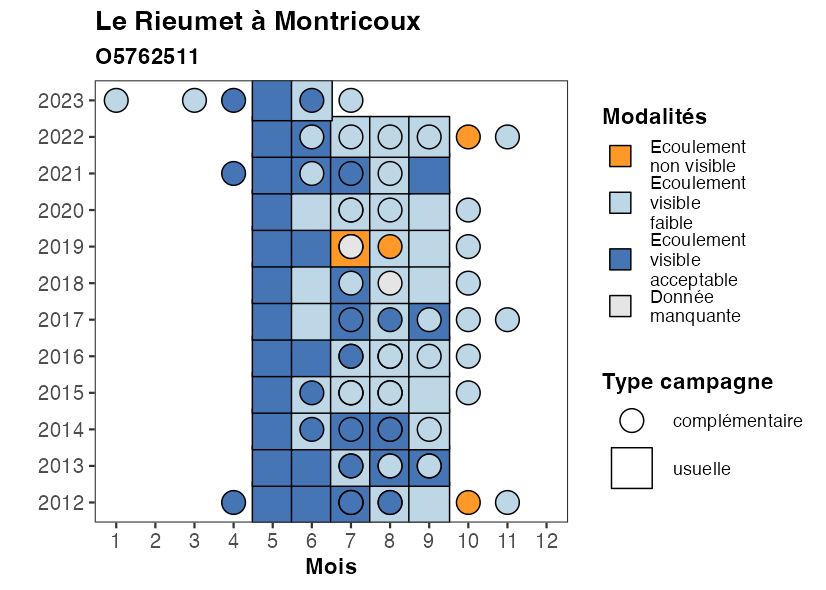 Le Rieumet à Montricoux
O5762511
2023
2022
2021
2020
2019
2018
2017
2016
2015
2014
2013
2012
1 2 3 4 5 6 7 8 9 10 11 12
Mois
Modalités
Ecoulement
non visible
Ecoulement
visible
faible
Ecoulement
visible
acceptable
Donnée
manquante
Type campagne
complémentaire
usuelle